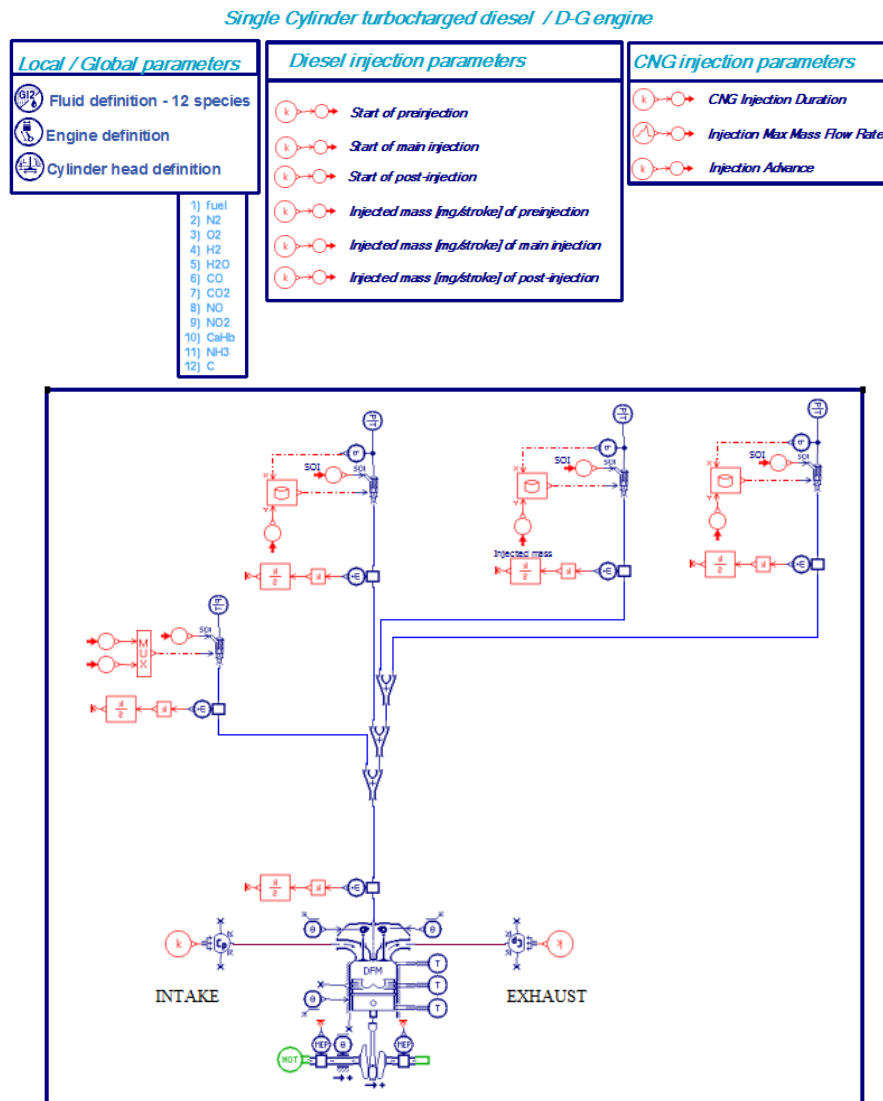 Single Cylinder turbocharged diesel / D-G engine
Local / Global parameters
Fluid definition - 12 species
Engine definition
Cylinder head definition
Diesel injection parameters
Start of preinjection
Start of main injection
Start of post-injection
Injected mass [mg/stroke] of preinjection
Injected mass [mg/stroke] of main injection
Injected mass [mg/stroke] of post-injection
CNG injection parameters
CNG Injection Duration
Injection Max Mass Flow Rate
Injection Advance
k
k
k
k
k
k
k
k
1) fuel
2) N2
3) O2
4) H2
5) H2O
6) CO
7) CO2
8) NO
9) NO2
10) CaHb
11) NH3
12) C
SOI
SOI
SOI
SOI
SOI
SOI
X
Y
X
Y
X
Y
Injected mass
SOI
MUX
k
k
DFM
θ
θ
θ
T
T
T
INTAKE
EXHAUST
MEP
θ
MEP
MOT